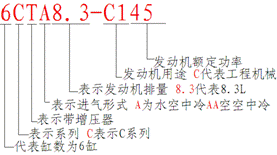 6CTA8.3-C145
发动机额定功率
发动机用途 C代表工程机械
表示发动机排量 8.3代表8.3L
表示进气形式 A为水空中冷AA空空中冷
表示带增压器
表示系列 C表示C系列
代表缸数为6缸